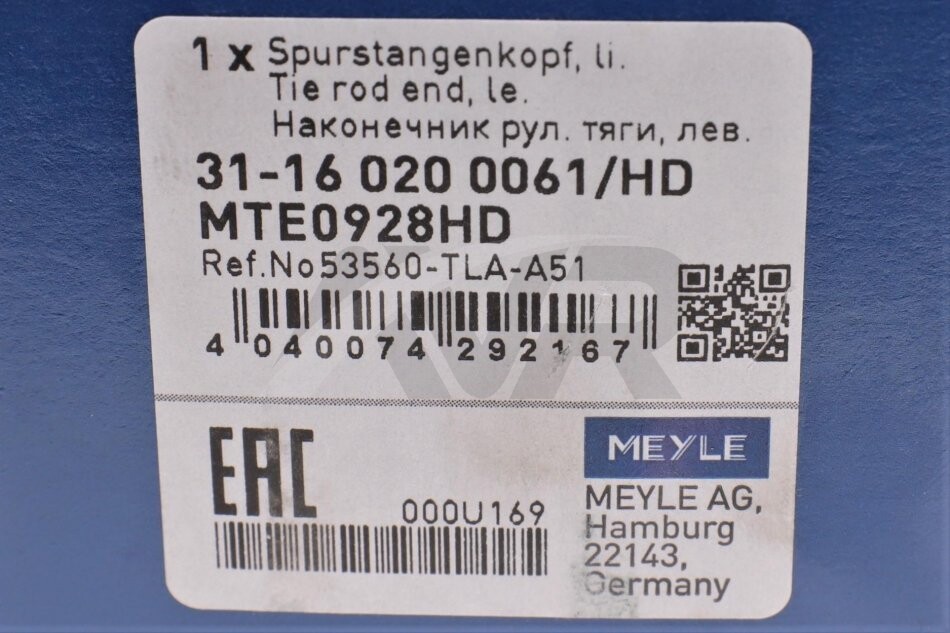 1 x Spurstangenkopf, li.
Tie rod end, le.
Наконечник рул. тяги, лев.
31-16 020 0061/HD
MTE0928HD
Ref.No53560-TLA-A51
4 040074 292167
EAC
000U169
MEYLE
MEYLE AG,
Hamburg
22143,
Germany